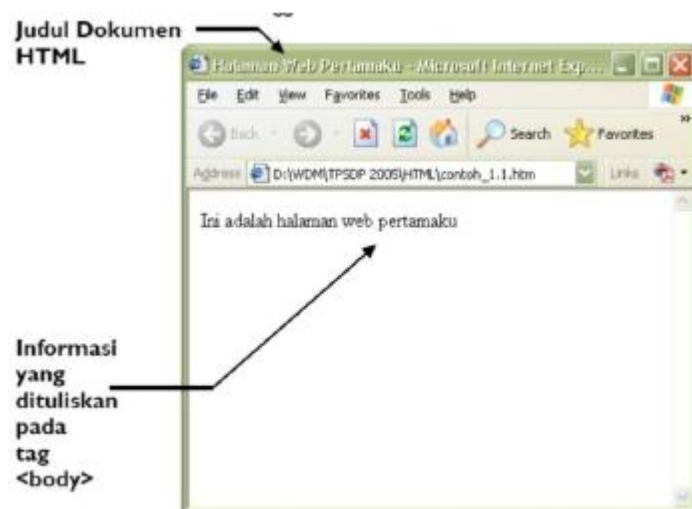 Judul Dokumen
HTML
Halaman Web Pertamaku - Microsoft Internet Exp...
File Edit View Favorites Tools Help
Back Search Favorites
Address D:\WDM\TPSDP 2005\HTML\contoh_1.1.htm Links
Ini adalah halaman web pertamaku
Informasi
yang
dituliskan
pada
tag
<body>